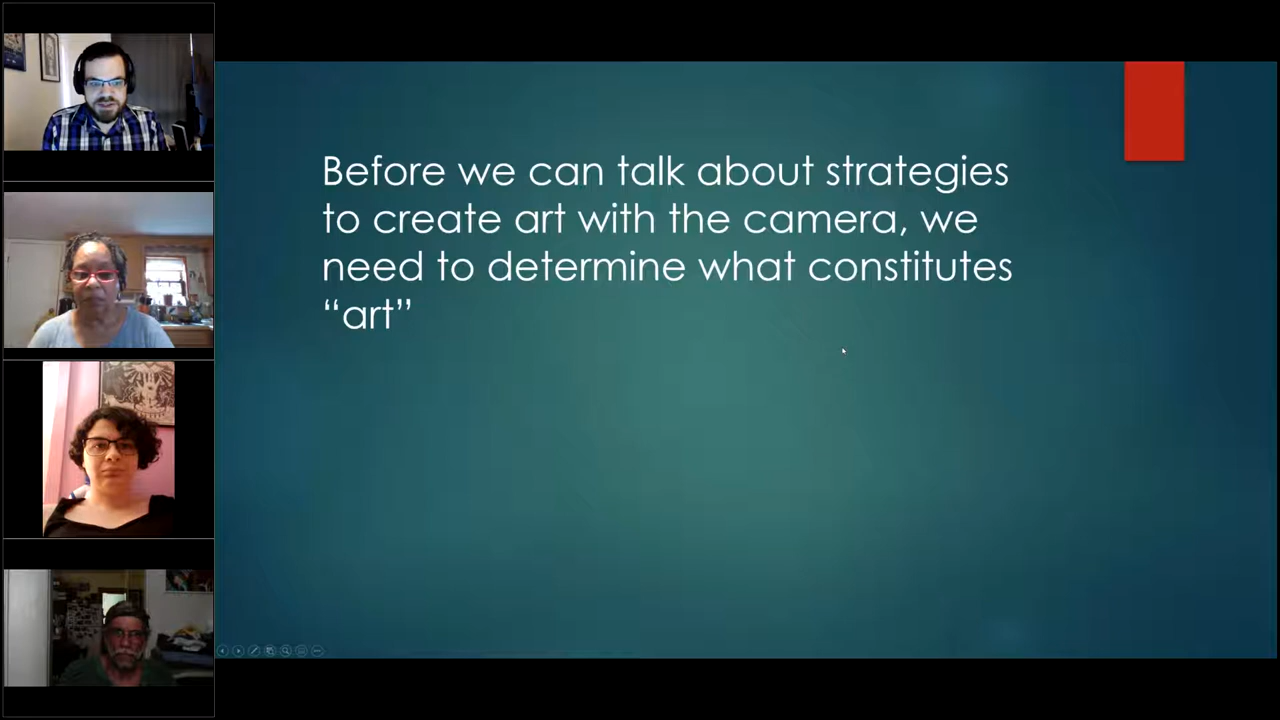 Before we can talk about strategies
to create art with the camera, we
need to determine what constitutes
“art”